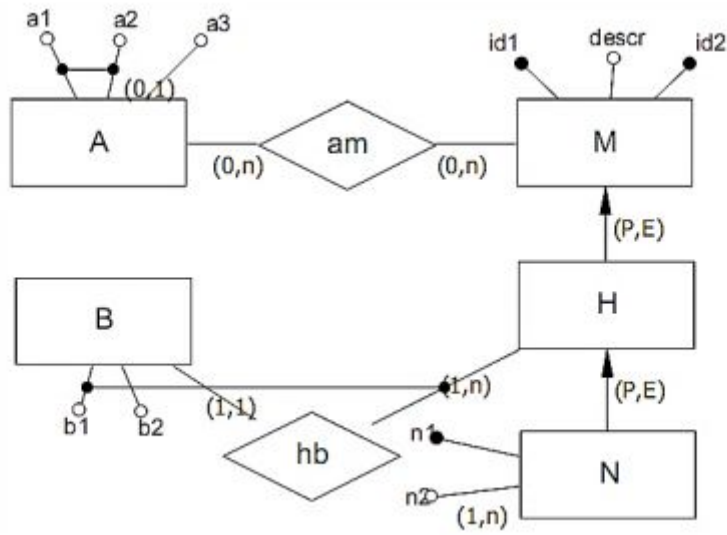 a1
a2
a3
id1
descr
id2
(0,1)
A
am
M
(0,n)
(0,n)
(P,E)
B
H
(1,1)
(1,n)
(P,E)
b1
b2
hb
n1
N
n2
(1,n)